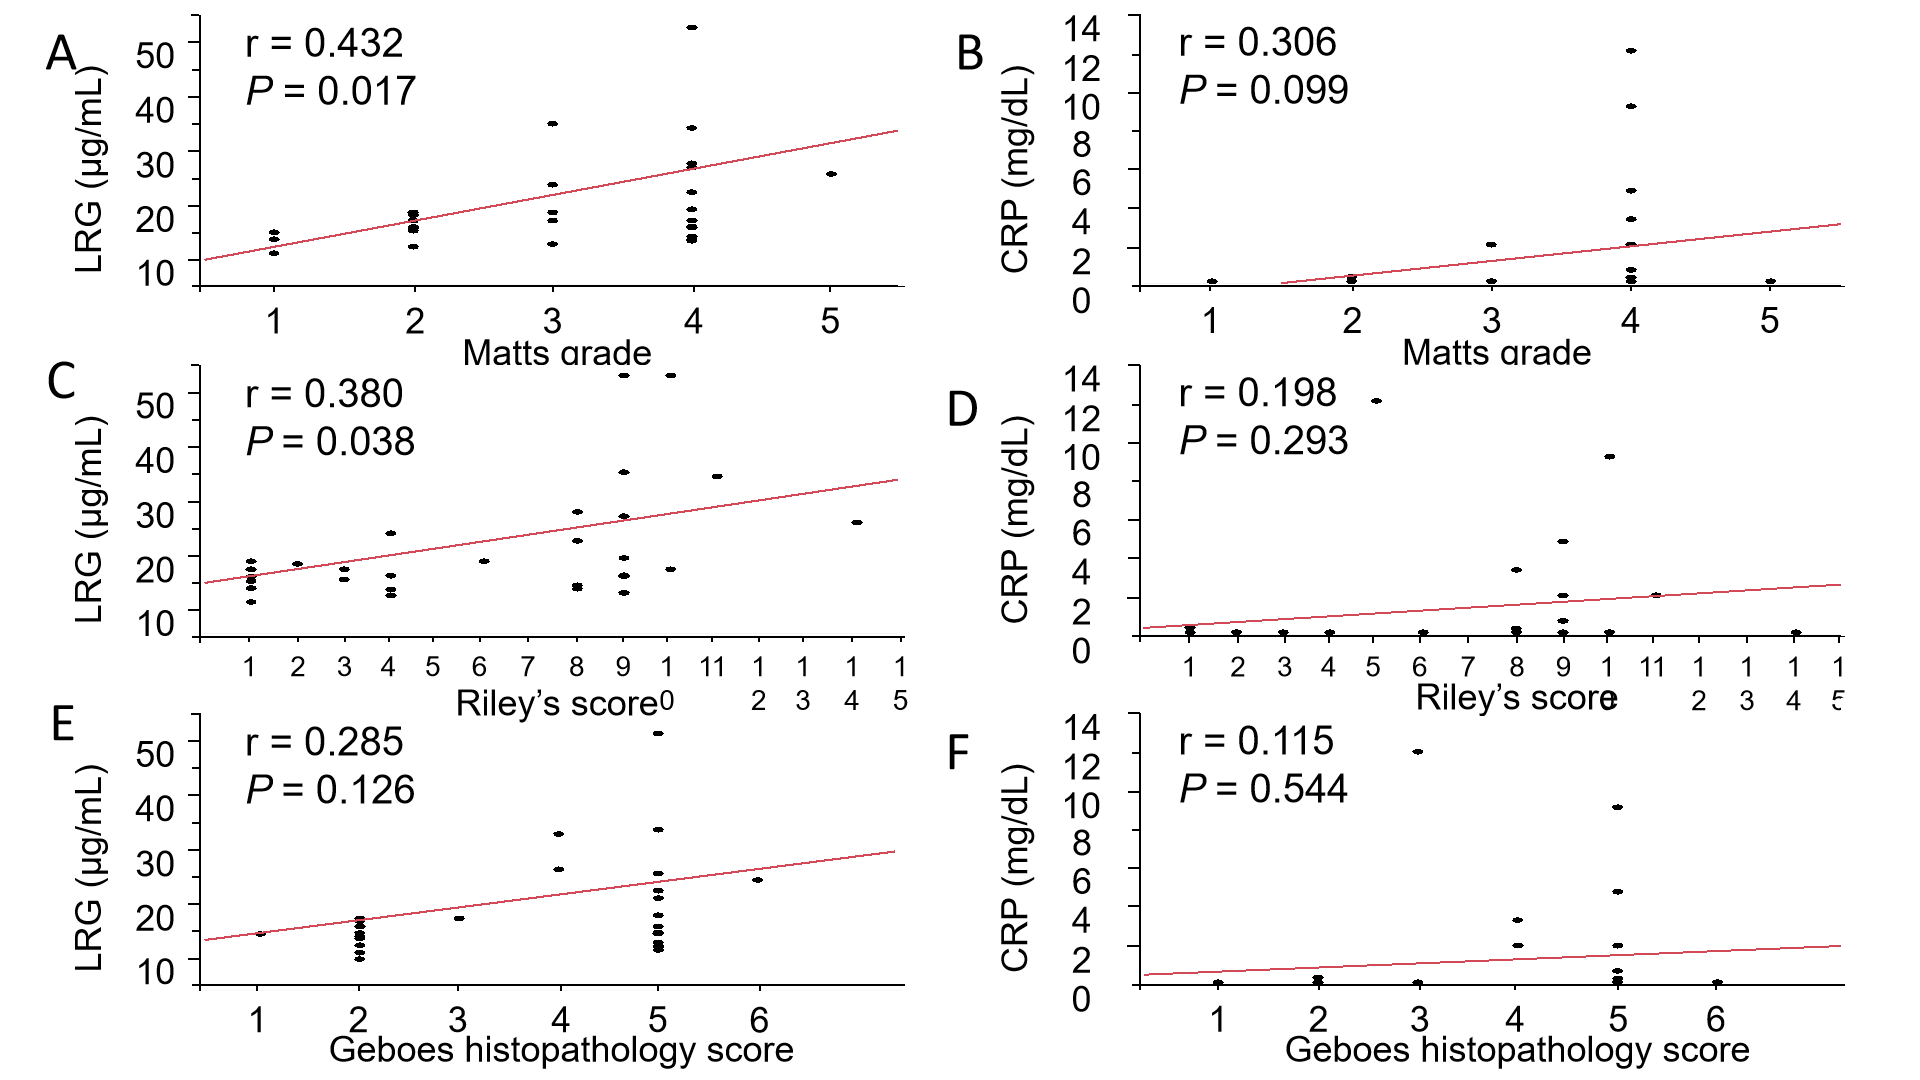 A
r = 0.432
P = 0.017
LRG (µg/mL)
50
40
30
20
10
1 2 3 4 5
Matts grade
B
r = 0.306
P = 0.099
CRP (mg/dL)
14
12
10
8
6
4
2
0
1 2 3 4 5
Matts grade
C
r = 0.380
P = 0.038
LRG (µg/mL)
50
40
30
20
10
1 2 3 4 5 6 7 8 9 10 11 12 13 14 15
Riley’s score
D
r = 0.198
P = 0.293
CRP (mg/dL)
14
12
10
8
6
4
2
0
1 2 3 4 5 6 7 8 9 10 11 12 13 14 15
Riley’s score
E
r = 0.285
P = 0.126
LRG (µg/mL)
50
40
30
20
10
1 2 3 4 5 6
Geboes histopathology score
F
r = 0.115
P = 0.544
CRP (mg/dL)
14
12
10
8
6
4
2
0
1 2 3 4 5 6
Geboes histopathology score